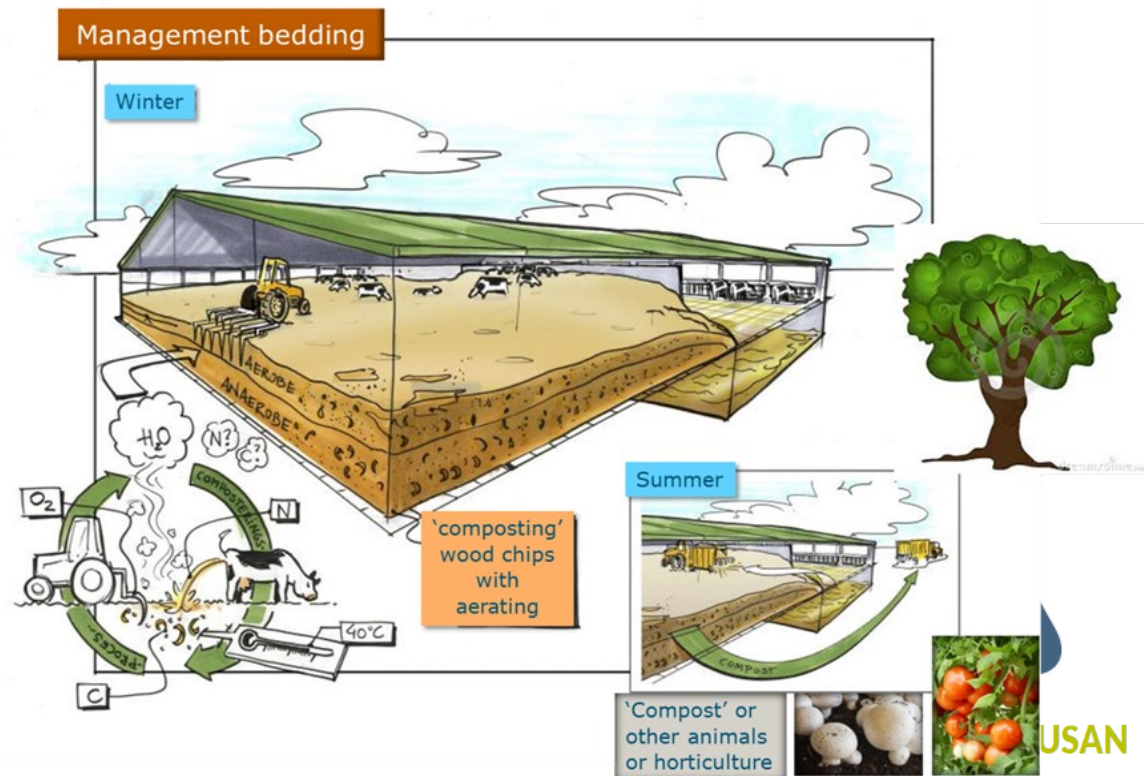 Management bedding
Winter
AEROBE
ANAEROBE
H₂O
N?
C?
O₂
COMPOSTERINGS
N
'composting'
wood chips
with
aerating
40°C
PROCES
C
Summer
COMPOST
'Compost' or
other animals
or horticulture
dreamstime
USAN